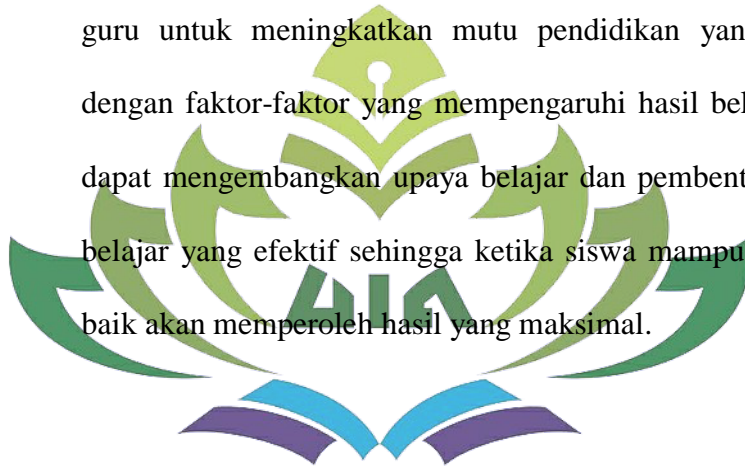 guru untuk meningkatkan mutu pendidikan yan
dengan faktor-faktor yang mempengaruhi hasil bel
dapat mengembangkan upaya belajar dan pembent
belajar yang efektif sehingga ketika siswa mampu
UIN
baik akan memperoleh hasil yang maksimal.